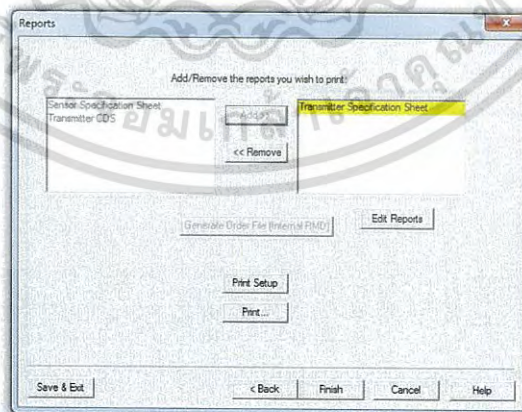 Reports
Add/Remove the reports you wish to print:
Sensor Specification Sheet
Transmitter CDS
Add >>
<< Remove
Transmitter Specification Sheet
Generate Order File (Internal RMD)
Edit Reports
Print Setup
Print...
Save & Exit
< Back
Finish
Cancel
Help